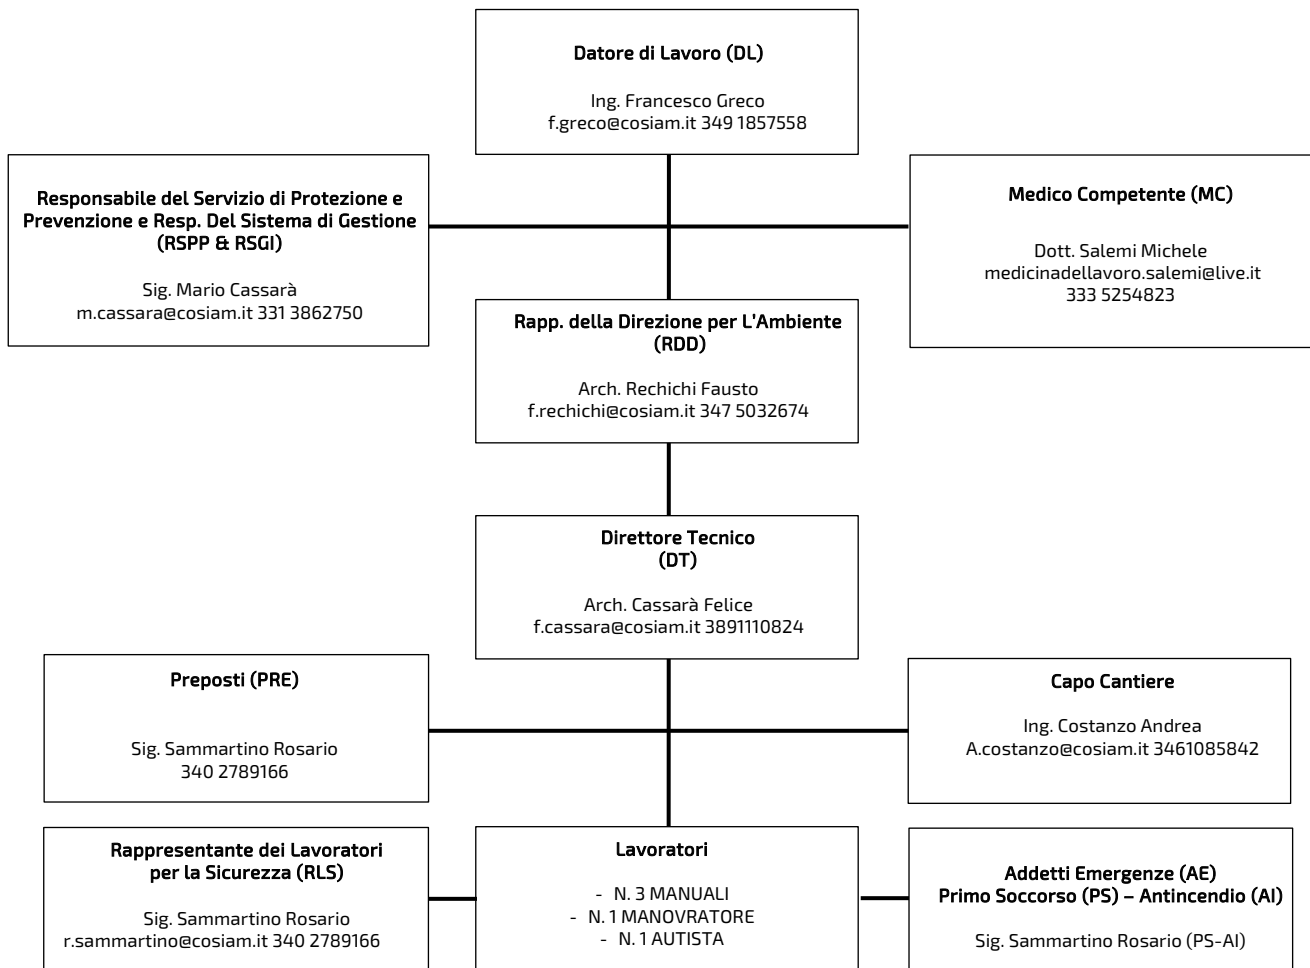 Datore di Lavoro (DL)
Ing. Francesco Greco
f.greco@cosiam.it 349 1857558
Responsabile del Servizio di Protezione e
Prevenzione e Resp. Del Sistema di Gestione
(RSPP & RSGI)
Sig. Mario Cassarà
m.cassara@cosiam.it 331 3862750
Medico Competente (MC)
Dott. Salemi Michele
medicinadellavoro.salemi@live.it
333 5254823
Rapp. della Direzione per L'Ambiente
(RDD)
Arch. Rechichi Fausto
f.rechichi@cosiam.it 347 5032674
Direttore Tecnico
(DT)
Arch. Cassarà Felice
f.cassara@cosiam.it 3891110824
Preposti (PRE)
Sig. Sammartino Rosario
340 2789166
Capo Cantiere
Ing. Costanzo Andrea
A.costanzo@cosiam.it 3461085842
Rappresentante dei Lavoratori
per la Sicurezza (RLS)
Sig. Sammartino Rosario
r.sammartino@cosiam.it 340 2789166
Lavoratori
- N. 3 MANUALI
- N. 1 MANOVRATORE
- N. 1 AUTISTA
Addetti Emergenze (AE)
Primo Soccorso (PS) – Antincendio (AI)
Sig. Sammartino Rosario (PS-AI)